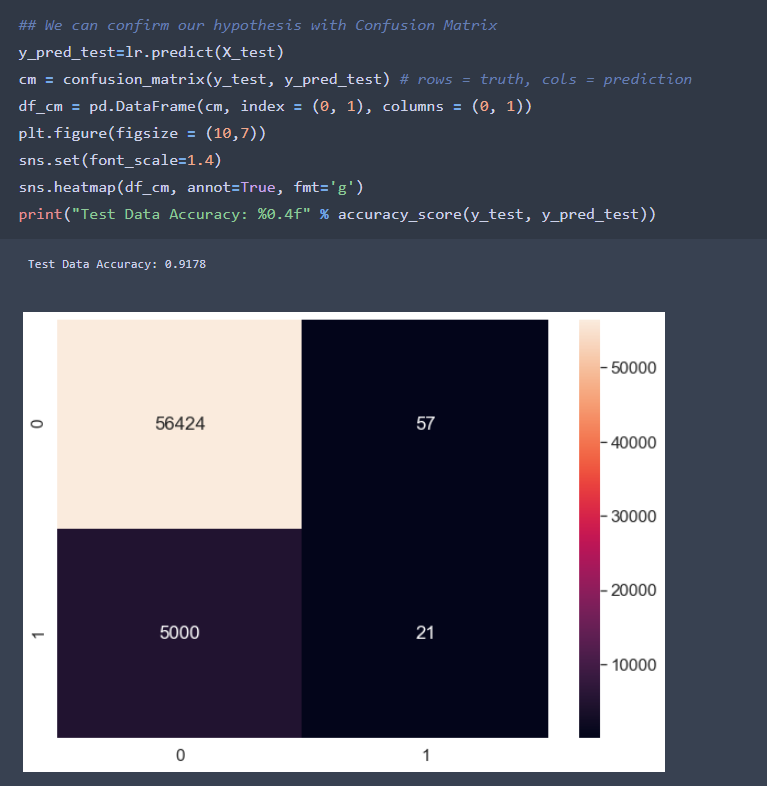 ## We can confirm our hypothesis with Confusion Matrix
y_pred_test=lr.predict(X_test)
cm = confusion_matrix(y_test, y_pred_test) # rows = truth, cols = prediction
df_cm = pd.DataFrame(cm, index = (0, 1), columns = (0, 1))
plt.figure(figsize = (10,7))
sns.set(font_scale=1.4)
sns.heatmap(df_cm, annot=True, fmt='g')
print("Test Data Accuracy: %0.4f" % accuracy_score(y_test, y_pred_test))
Test Data Accuracy: 0.9178
50000
0 56424 57
40000
30000
20000
1 5000 21
10000
0 1